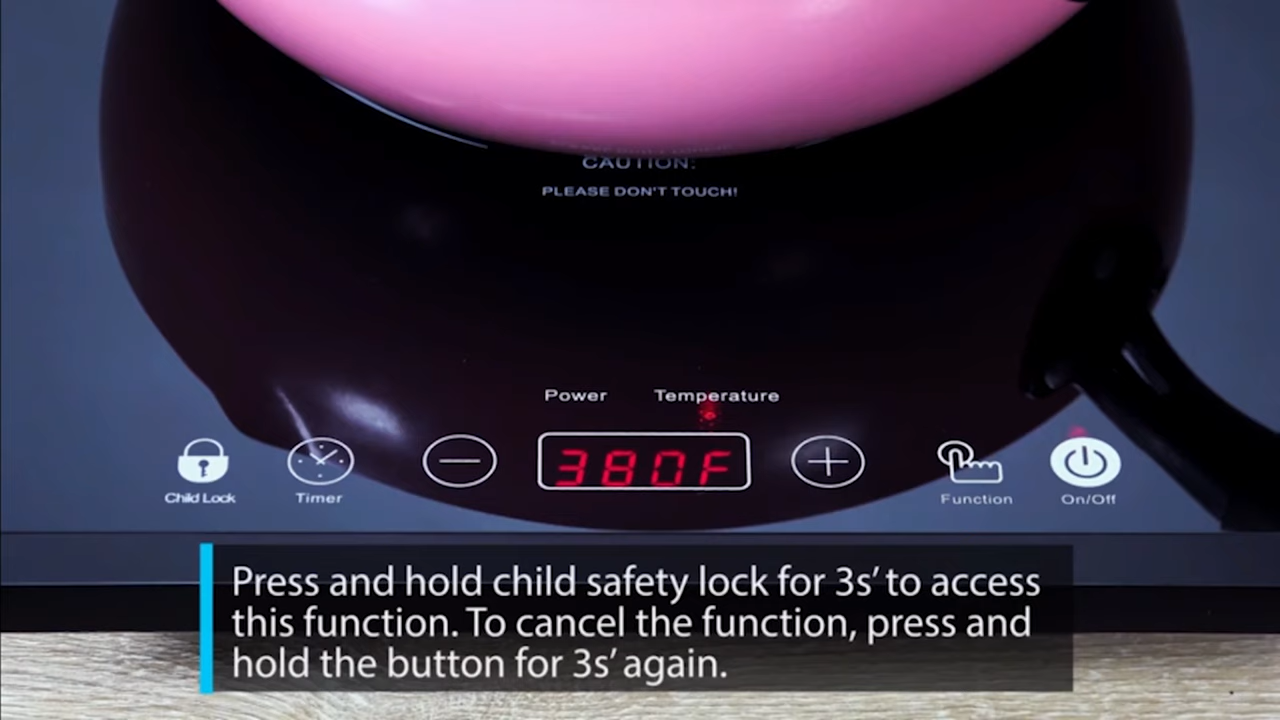 CAUTION:
PLEASE DON'T TOUCH!
Power Temperature
380F
Child Lock Timer Function On/Off
Press and hold child safety lock for 3s' to access
this function. To cancel the function, press and
hold the button for 3s' again.